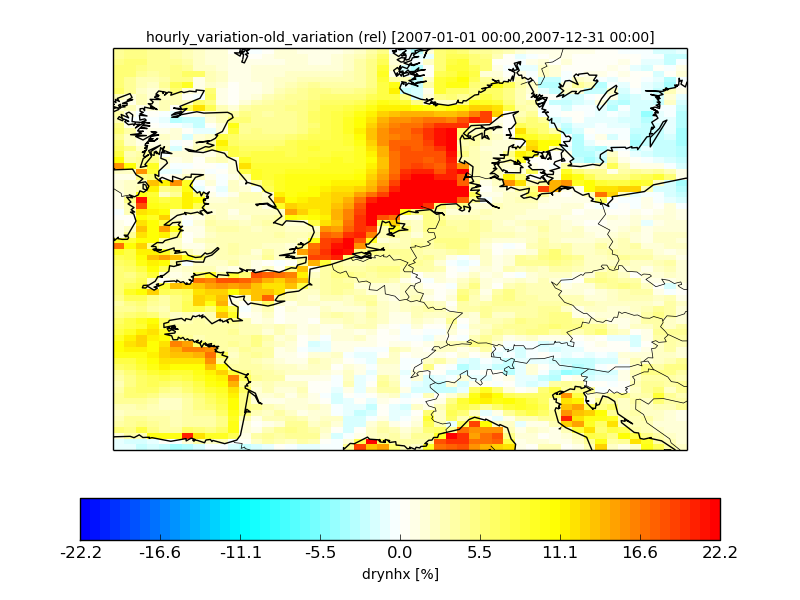 hourly_variation-old_variation (rel) [2007-01-01 00:00,2007-12-31 00:00]
-22.2 -16.6 -11.1 -5.5 0.0 5.5 11.1 16.6 22.2
drynhx [%]